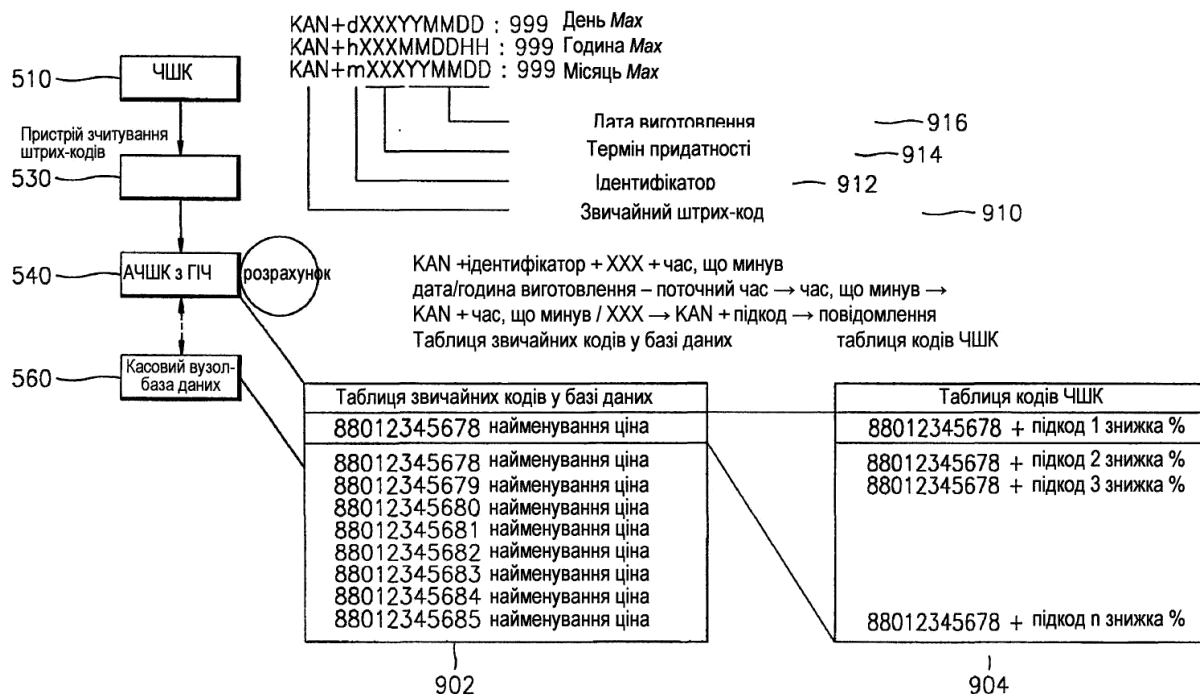 KAN+dXXXYYMMDD : 999 День Max
KAN+hXXXMMDDHH : 999 Година Max
KAN+mXXXYYMMDD : 999 Місяць Max
510
ЧШК
Пристрій зчитування
штрих-кодів
530
Дата виготовлення
916
Термін придатності
914
Ідентифікатор
912
Звичайний штрих-код
910
540
АЧШК з ГІЧ
розрахунок
KAN +ідентифікатор + XXX + час, що минув
дата/година виготовлення – поточний час → час, що минув →
KAN + час, що минув / XXX → KAN + підкод → повідомлення
Таблиця звичайних кодів у базі даних таблиця кодів ЧШК
560
Касовий вузол-
база даних
Таблиця звичайних кодів у базі даних
88012345678 найменування ціна
88012345678 найменування ціна
88012345679 найменування ціна
88012345680 найменування ціна
88012345681 найменування ціна
88012345682 найменування ціна
88012345683 найменування ціна
88012345684 найменування ціна
88012345685 найменування ціна
902
Таблиця кодів ЧШК
88012345678 + підкод 1 знижка %
88012345678 + підкод 2 знижка %
88012345678 + підкод 3 знижка %
88012345678 + підкод n знижка %
904